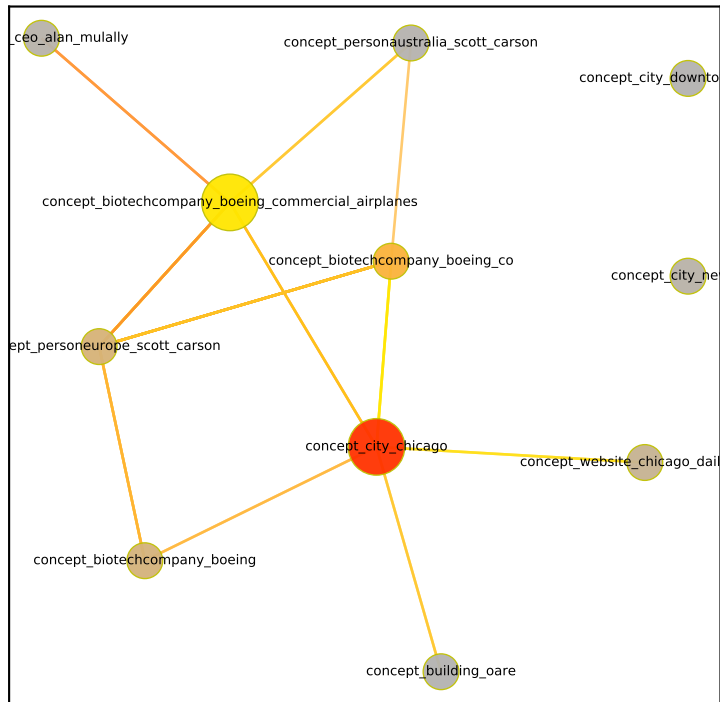 _ceo_alan_mulally
concept_personaustralia_scott_carson
concept_city_downto
concept_biotechcompany_boeing_commercial_airplanes
concept_biotechcompany_boeing_co
concept_city_ne
ept_personeurope_scott_carson
concept_city_chicago
concept_website_chicago_dail
concept_biotechcompany_boeing
concept_building_oare